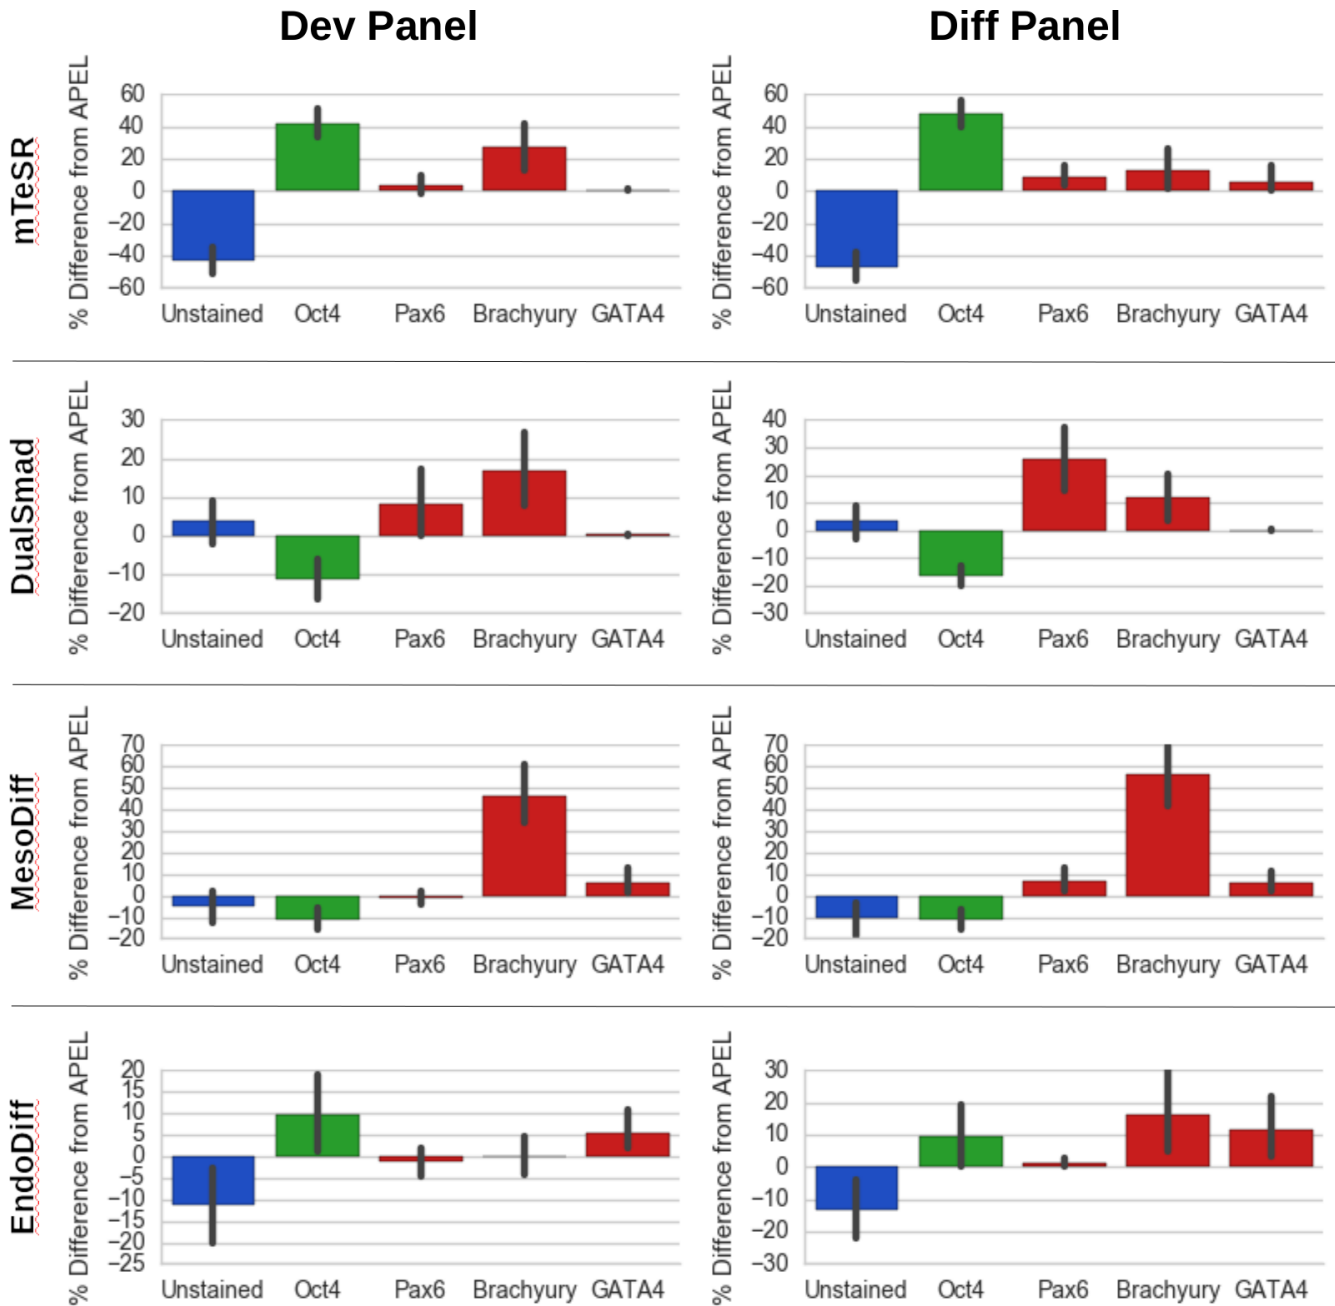 Dev Panel
Diff Panel
mTeSR
% Difference from APEL
60
40
20
0
−20
−40
−60
Unstained Oct4 Pax6 Brachyury GATA4
% Difference from APEL
60
40
20
0
−20
−40
−60
Unstained Oct4 Pax6 Brachyury GATA4
DualSmad
% Difference from APEL
30
20
10
0
−10
−20
Unstained Oct4 Pax6 Brachyury GATA4
% Difference from APEL
40
30
20
10
0
−10
−20
−30
Unstained Oct4 Pax6 Brachyury GATA4
MesoDiff
% Difference from APEL
70
60
50
40
30
20
10
0
−10
−20
Unstained Oct4 Pax6 Brachyury GATA4
% Difference from APEL
70
60
50
40
30
20
10
0
−10
−20
Unstained Oct4 Pax6 Brachyury GATA4
EndoDiff
% Difference from APEL
20
15
10
5
0
−5
−10
−15
−20
−25
Unstained Oct4 Pax6 Brachyury GATA4
% Difference from APEL
30
20
10
0
−10
−20
−30
Unstained Oct4 Pax6 Brachyury GATA4